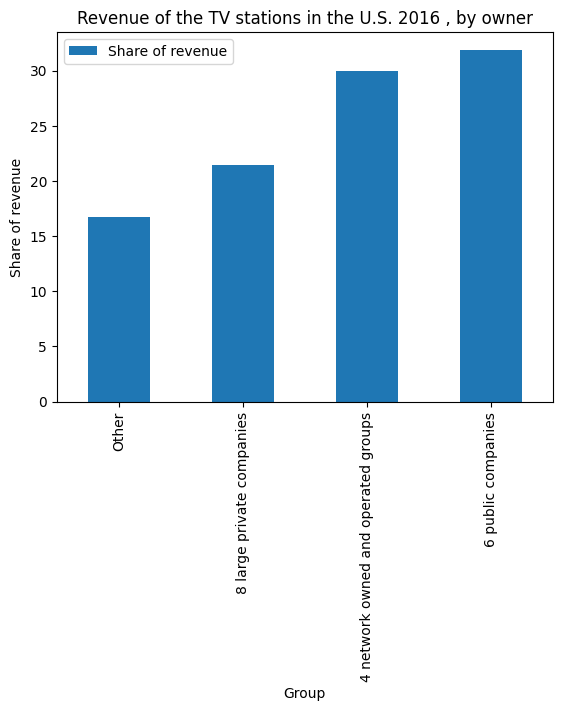 Revenue of the TV stations in the U.S. 2016 , by owner
Share of revenue
Share of revenue
30
25
20
15
10
5
0
Other
8 large private companies
4 network owned and operated groups
6 public companies
Group